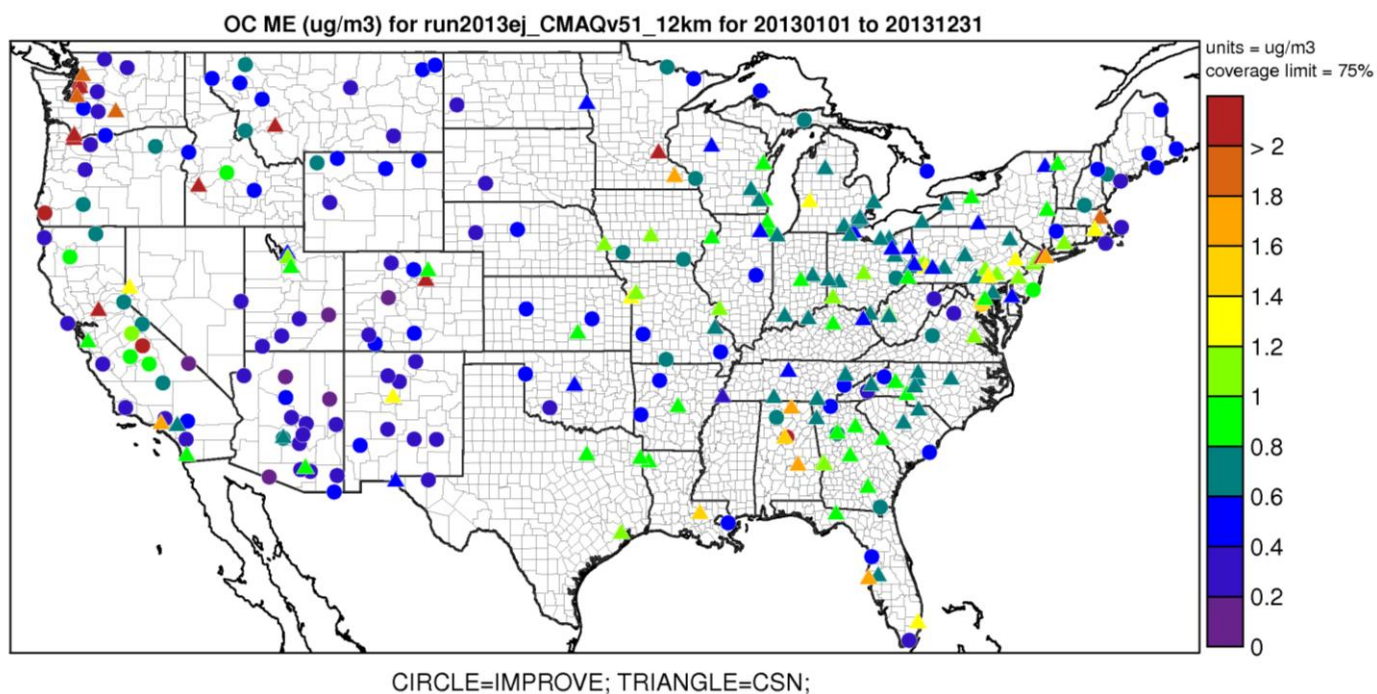 OC ME (ug/m3) for run2013ej_CMAQv51_12km for 20130101 to 20131231
units = ug/m3
coverage limit = 75%
> 2
1.8
1.6
1.4
1.2
1
0.8
0.6
0.4
0.2
0
CIRCLE=IMPROVE; TRIANGLE=CSN;